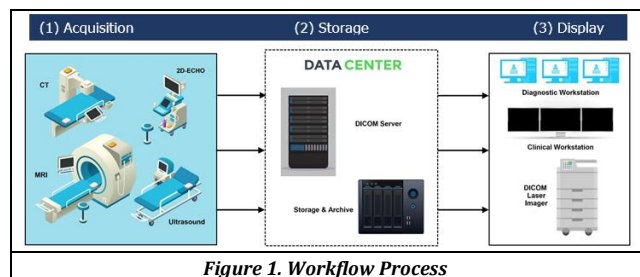 (1) Acquisition
(2) Storage
(3) Display
CT
2D-ECHO
MRI
Ultrasound
DATA CENTER
DICOM Server
Storage & Archive
Diagnostic Workstation
Clinical Workstation
DICOM
Laser
Imager
Figure 1. Workflow Process